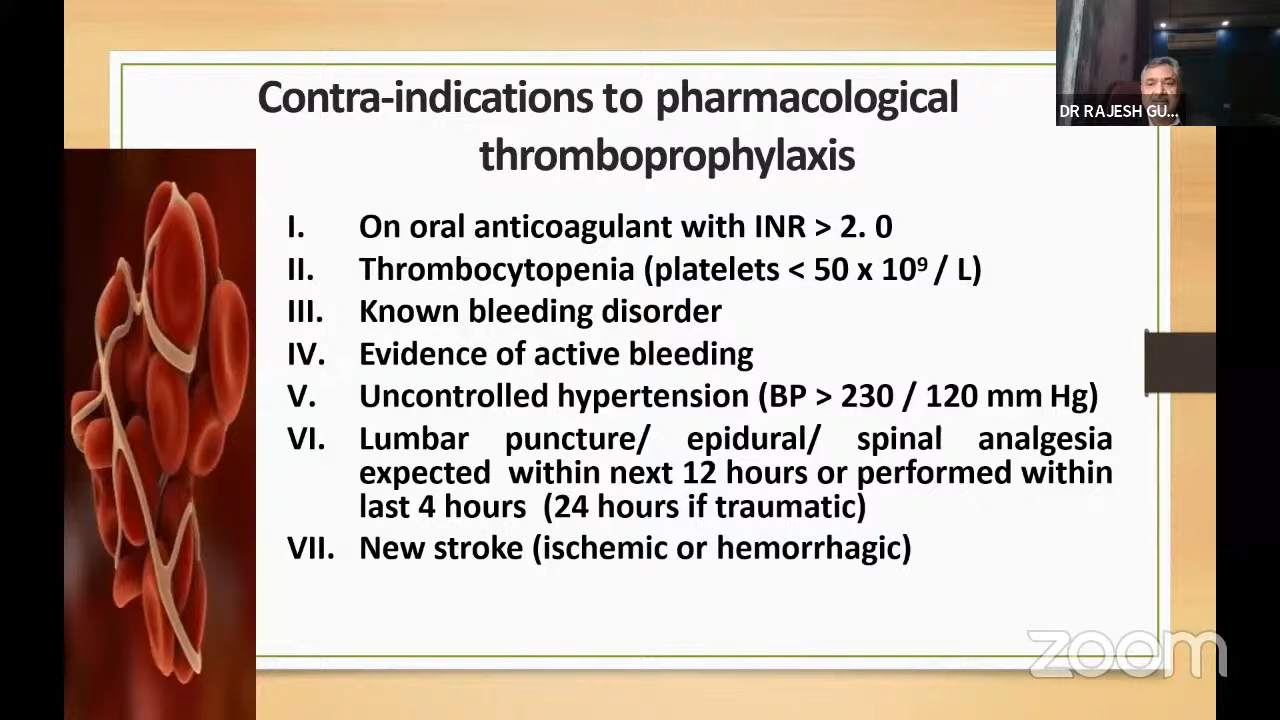 Contra-indications to pharmacological
thromboprophylaxis
DR RAJESH GU...
I. On oral anticoagulant with INR > 2. 0
II. Thrombocytopenia (platelets < 50 x 10⁹ / L)
III. Known bleeding disorder
IV. Evidence of active bleeding
V. Uncontrolled hypertension (BP > 230 / 120 mm Hg)
VI. Lumbar puncture/ epidural/ spinal analgesia
expected within next 12 hours or performed within
last 4 hours (24 hours if traumatic)
VII. New stroke (ischemic or hemorrhagic)
zoom